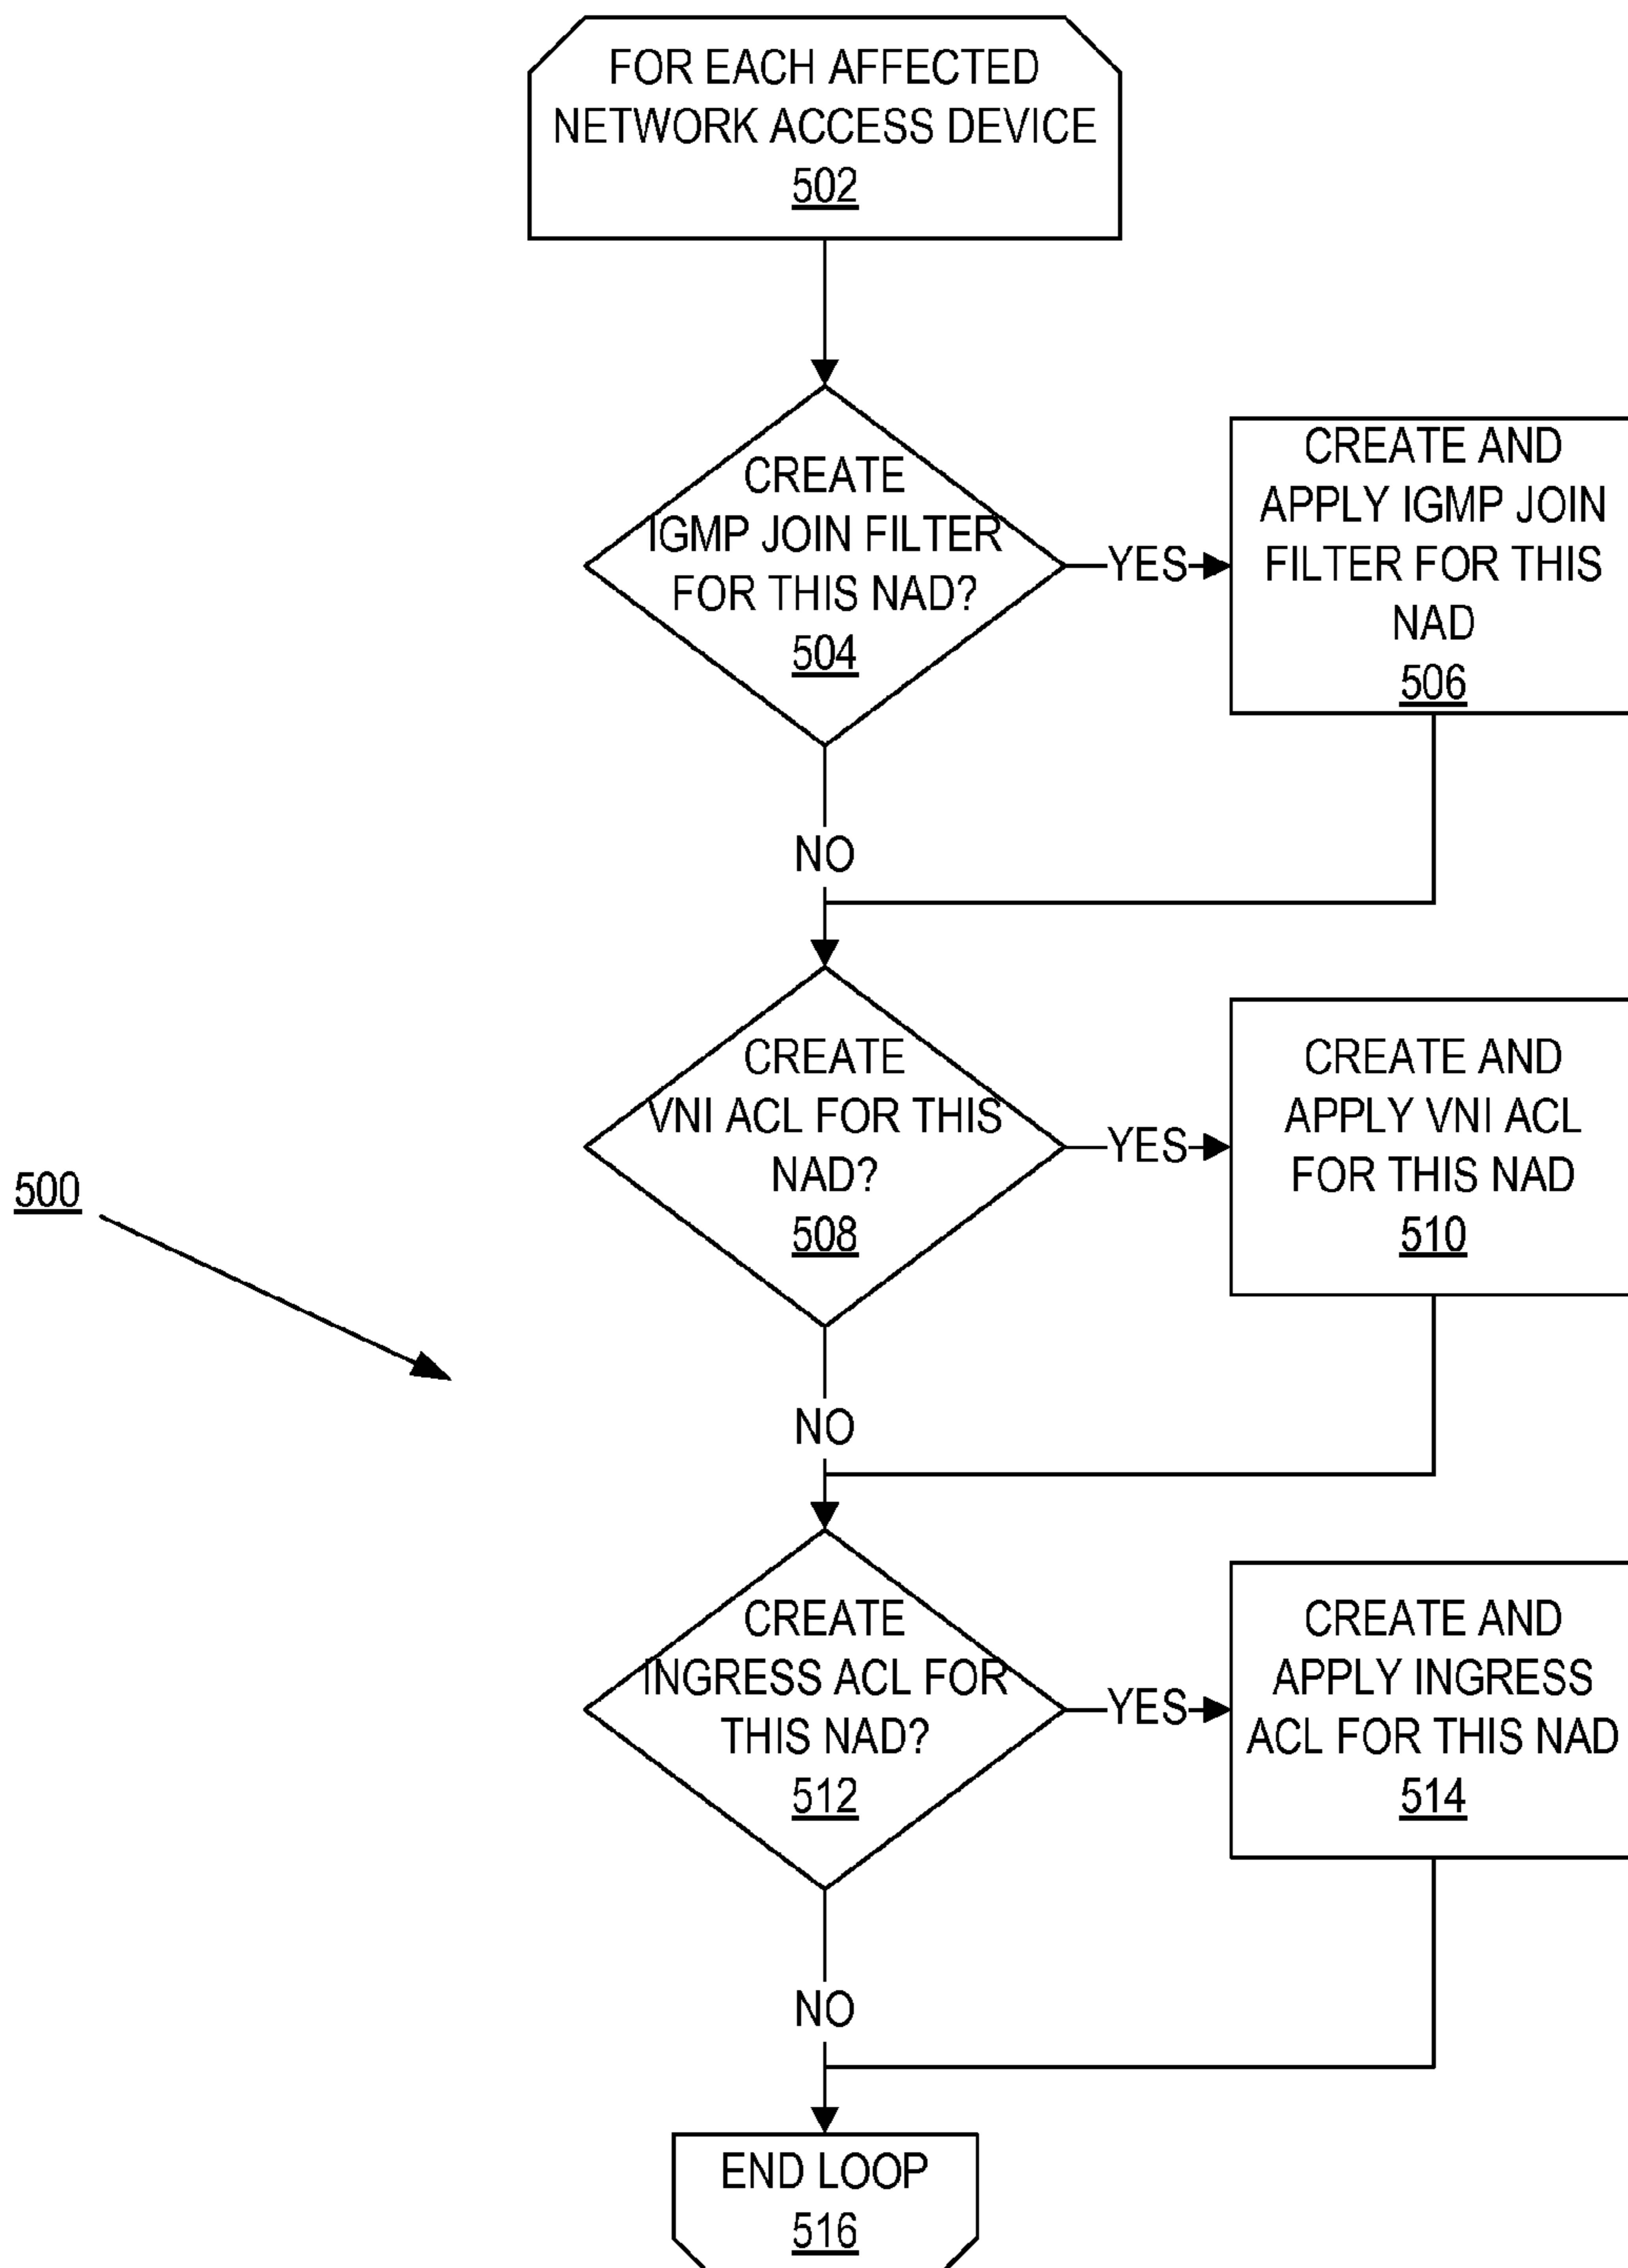 FOR EACH AFFECTED
NETWORK ACCESS DEVICE
502
CREATE
IGMP JOIN FILTER
FOR THIS NAD?
504
YES
CREATE AND
APPLY IGMP JOIN
FILTER FOR THIS
NAD
506
NO
CREATE
VNI ACL FOR THIS
NAD?
508
YES
CREATE AND
APPLY VNI ACL
FOR THIS NAD
510
500
NO
CREATE
INGRESS ACL FOR
THIS NAD?
512
YES
CREATE AND
APPLY INGRESS
ACL FOR THIS NAD
514
NO
END LOOP
516